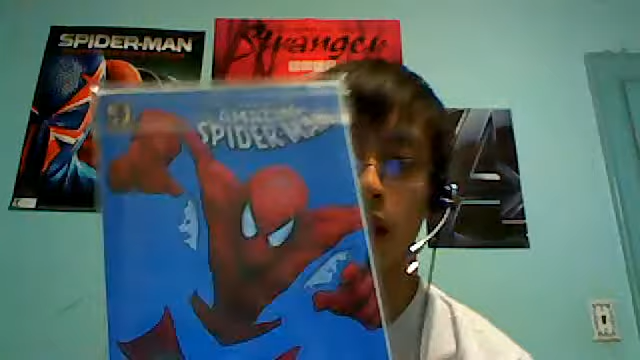 SPIDER-MAN
Stranger
AMAZING
SPIDER-MAN
A